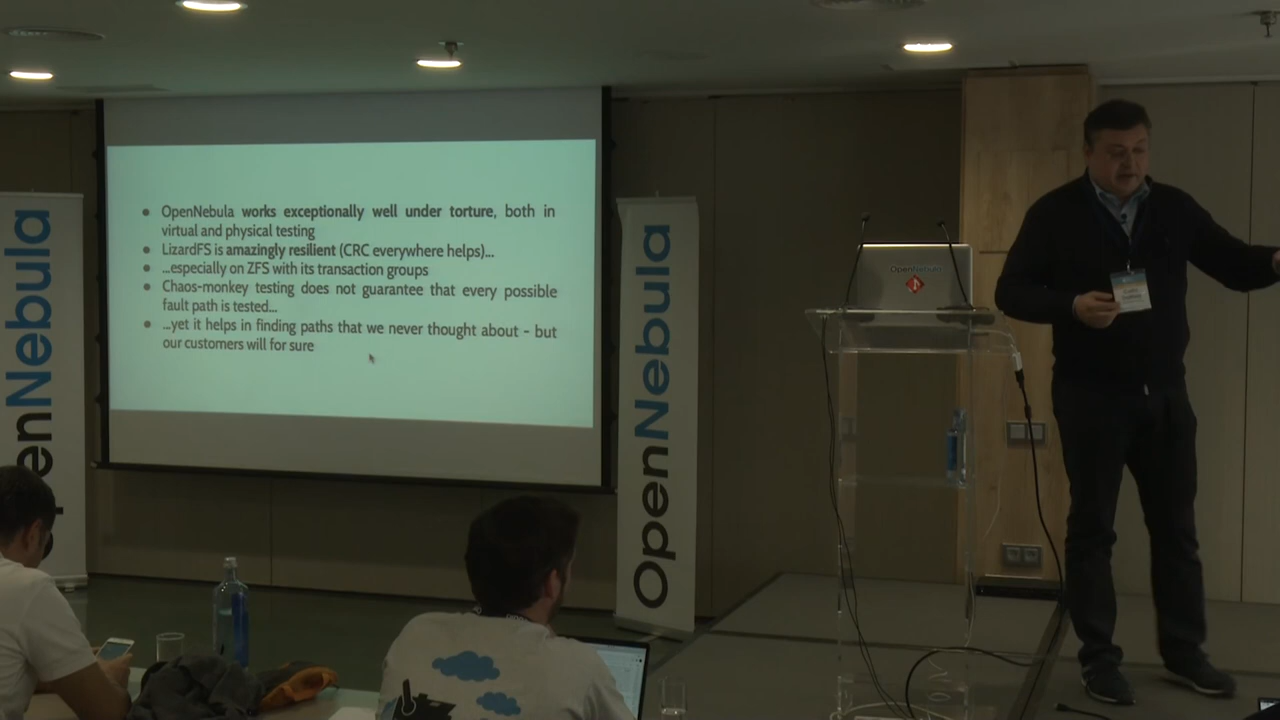 OpenNebula works exceptionally well under torture, both in
virtual and physical testing
LizardFS is amazingly resilient (CRC everywhere helps)...
...especially on ZFS with its transaction groups
Chaos-monkey testing does not guarantee that every possible
fault path is tested...
...yet it helps in finding paths that we never thought about - but
our customers will for sure
penNebula
OpenNebula
OpenNebula